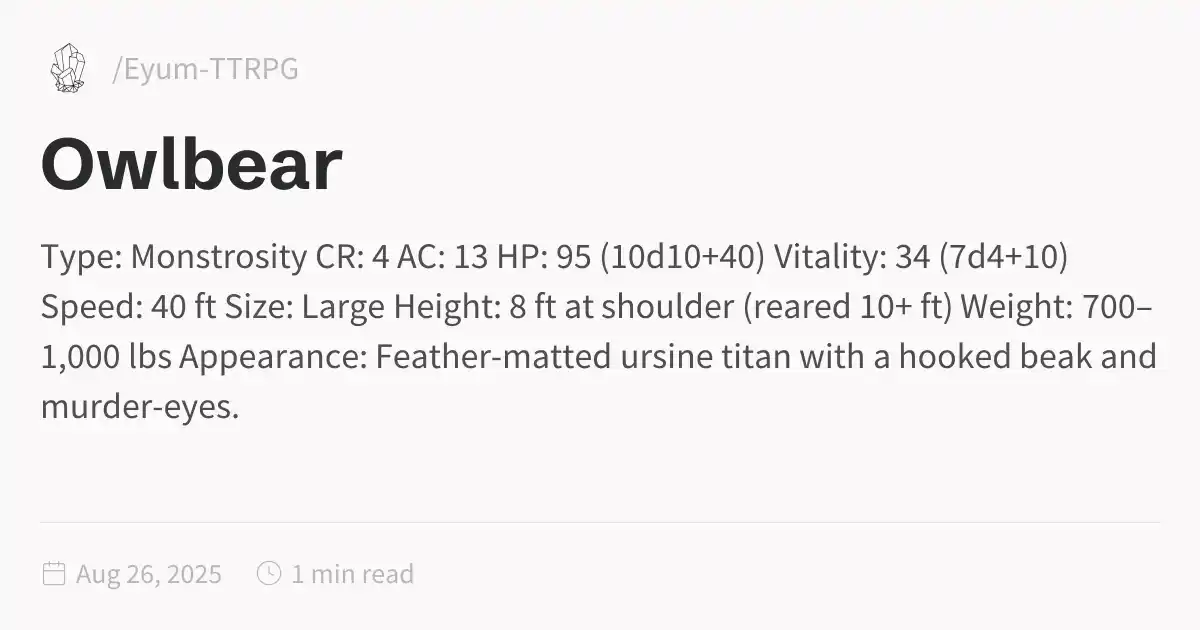 /Eyum-TTRPG
Owlbear
Type: Monstrosity CR: 4 AC: 13 HP: 95 (10d10+40) Vitality: 34 (7d4+10)
Speed: 40 ft Size: Large Height: 8 ft at shoulder (reared 10+ ft) Weight: 700–
1,000 lbs Appearance: Feather-matted ursine titan with a hooked beak and
murder-eyes.
Aug 26, 2025 1 min read